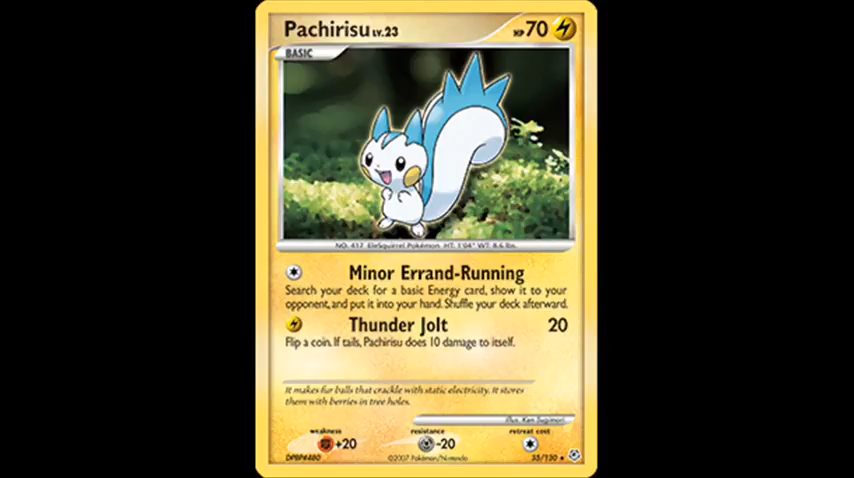 Pachirisu LV.23 HP 70
BASIC
NO. 417 EleSquirrel Pokémon HT: 1'04" WT: 8.6 lbs.
Minor Errand-Running
Search your deck for a basic Energy card, show it to your
opponent, and put it into your hand. Shuffle your deck afterward.
Thunder Jolt 20
Flip a coin. If tails, Pachirisu does 10 damage to itself.
It makes fur balls that crackle with static electricity. It stores
them with berries in tree holes.
Illus. Ken Sugimori
weakness resistance retreat cost
+20 -20
DPBP#480 ©2007 Pokémon/Nintendo 35/130